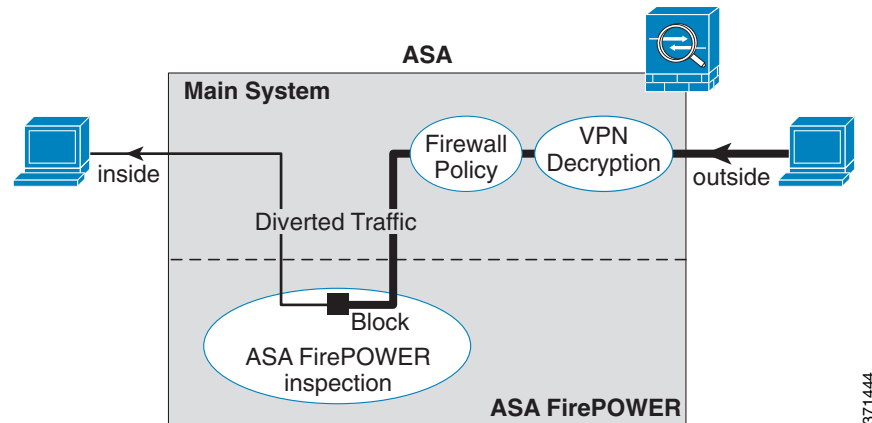 ASA
Main System
Firewall
Policy
VPN
Decryption
inside
outside
Diverted Traffic
Block
ASA FirePOWER
inspection
ASA FirePOWER
371444